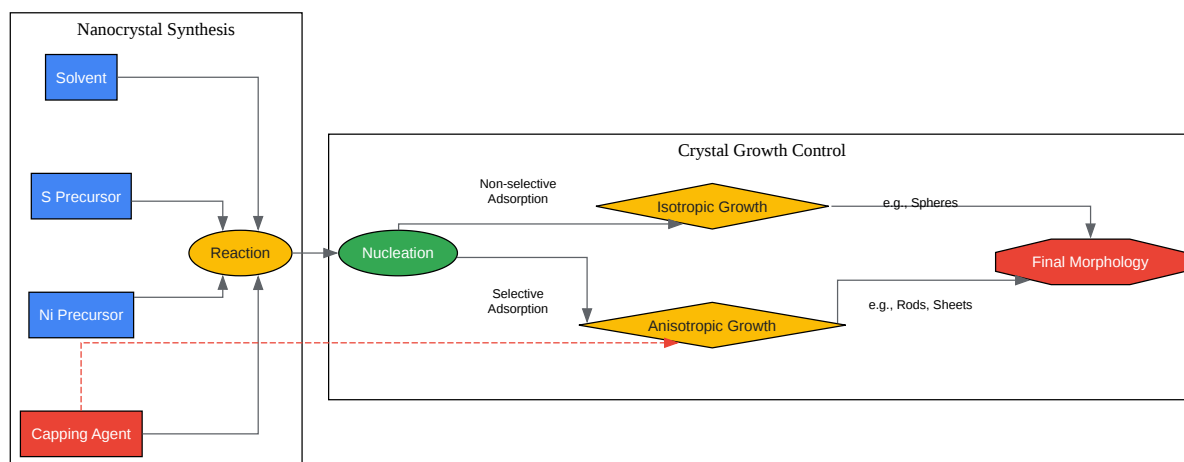 Nanocrystal Synthesis
Solvent
S Precursor
Reaction
Ni Precursor
Capping Agent
Crystal Growth Control
Nucleation
Non-selective
Adsorption
Isotropic Growth
e.g., Spheres
Selective
Adsorption
Anisotropic Growth
e.g., Rods, Sheets
Final Morphology